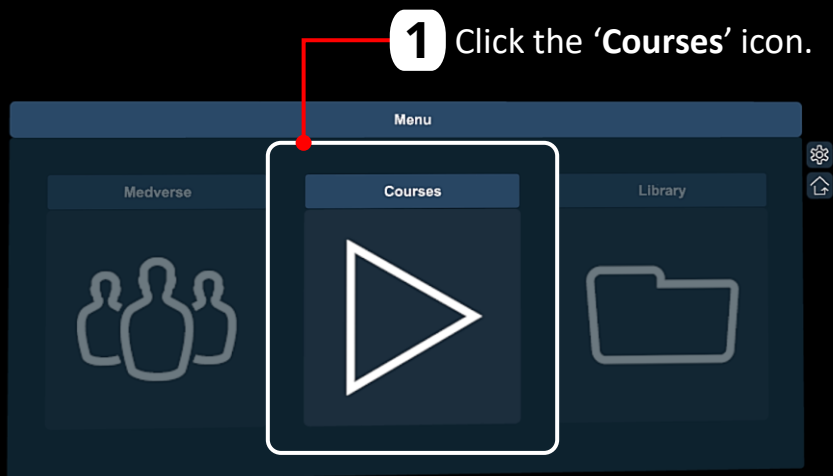 1 Click the ‘Courses’ icon.
Menu
Medverse
Courses
Library